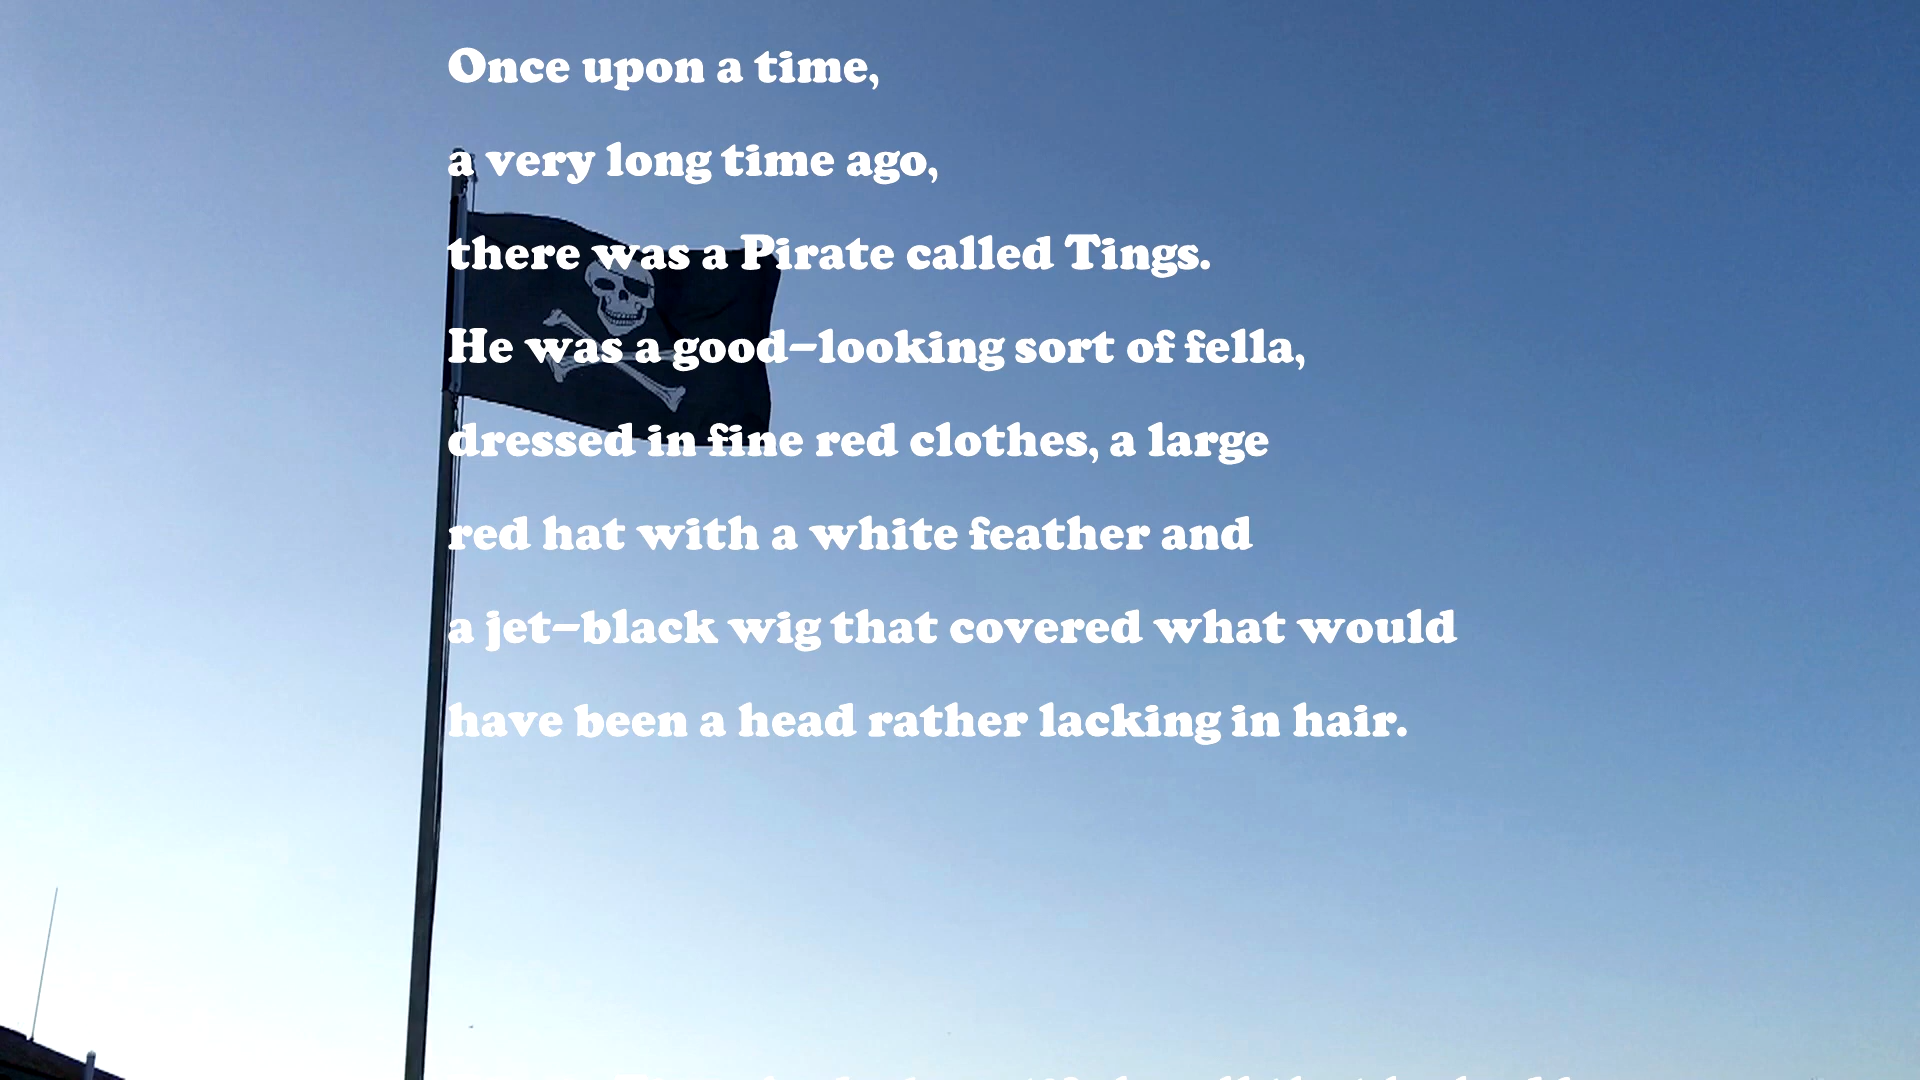 Once upon a time,
a very long time ago,
there was a Pirate called Tings.
He was a good-looking sort of fella,
dressed in fine red clothes, a large
red hat with a white feather and
a jet-black wig that covered what would
have been a head rather lacking in hair.